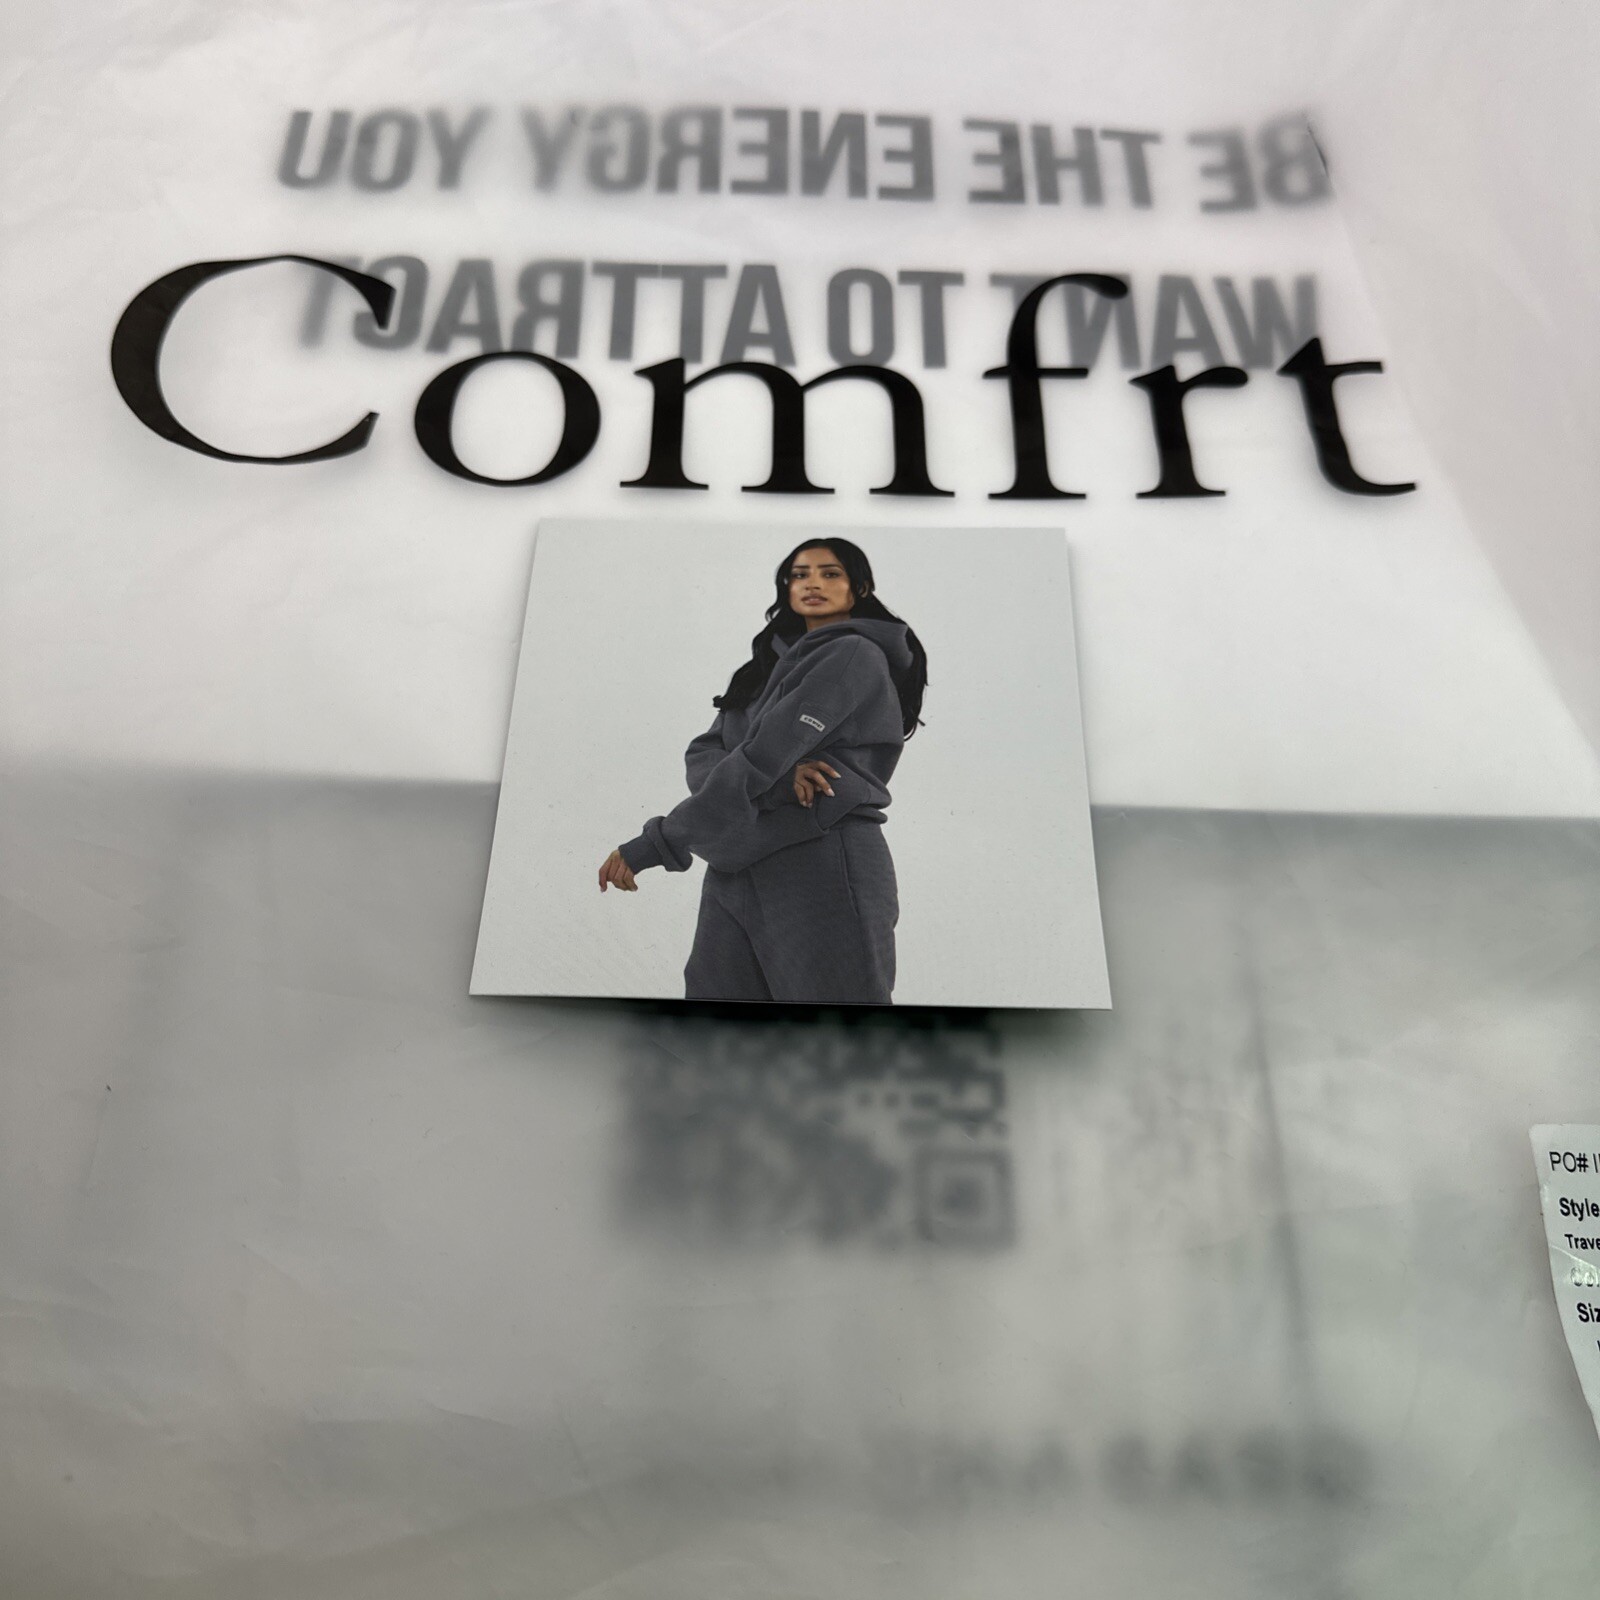 BE THE ENERGY YOU
WANT TO ATTRACT
Comfrt
PO#
Style
Trave
Siz